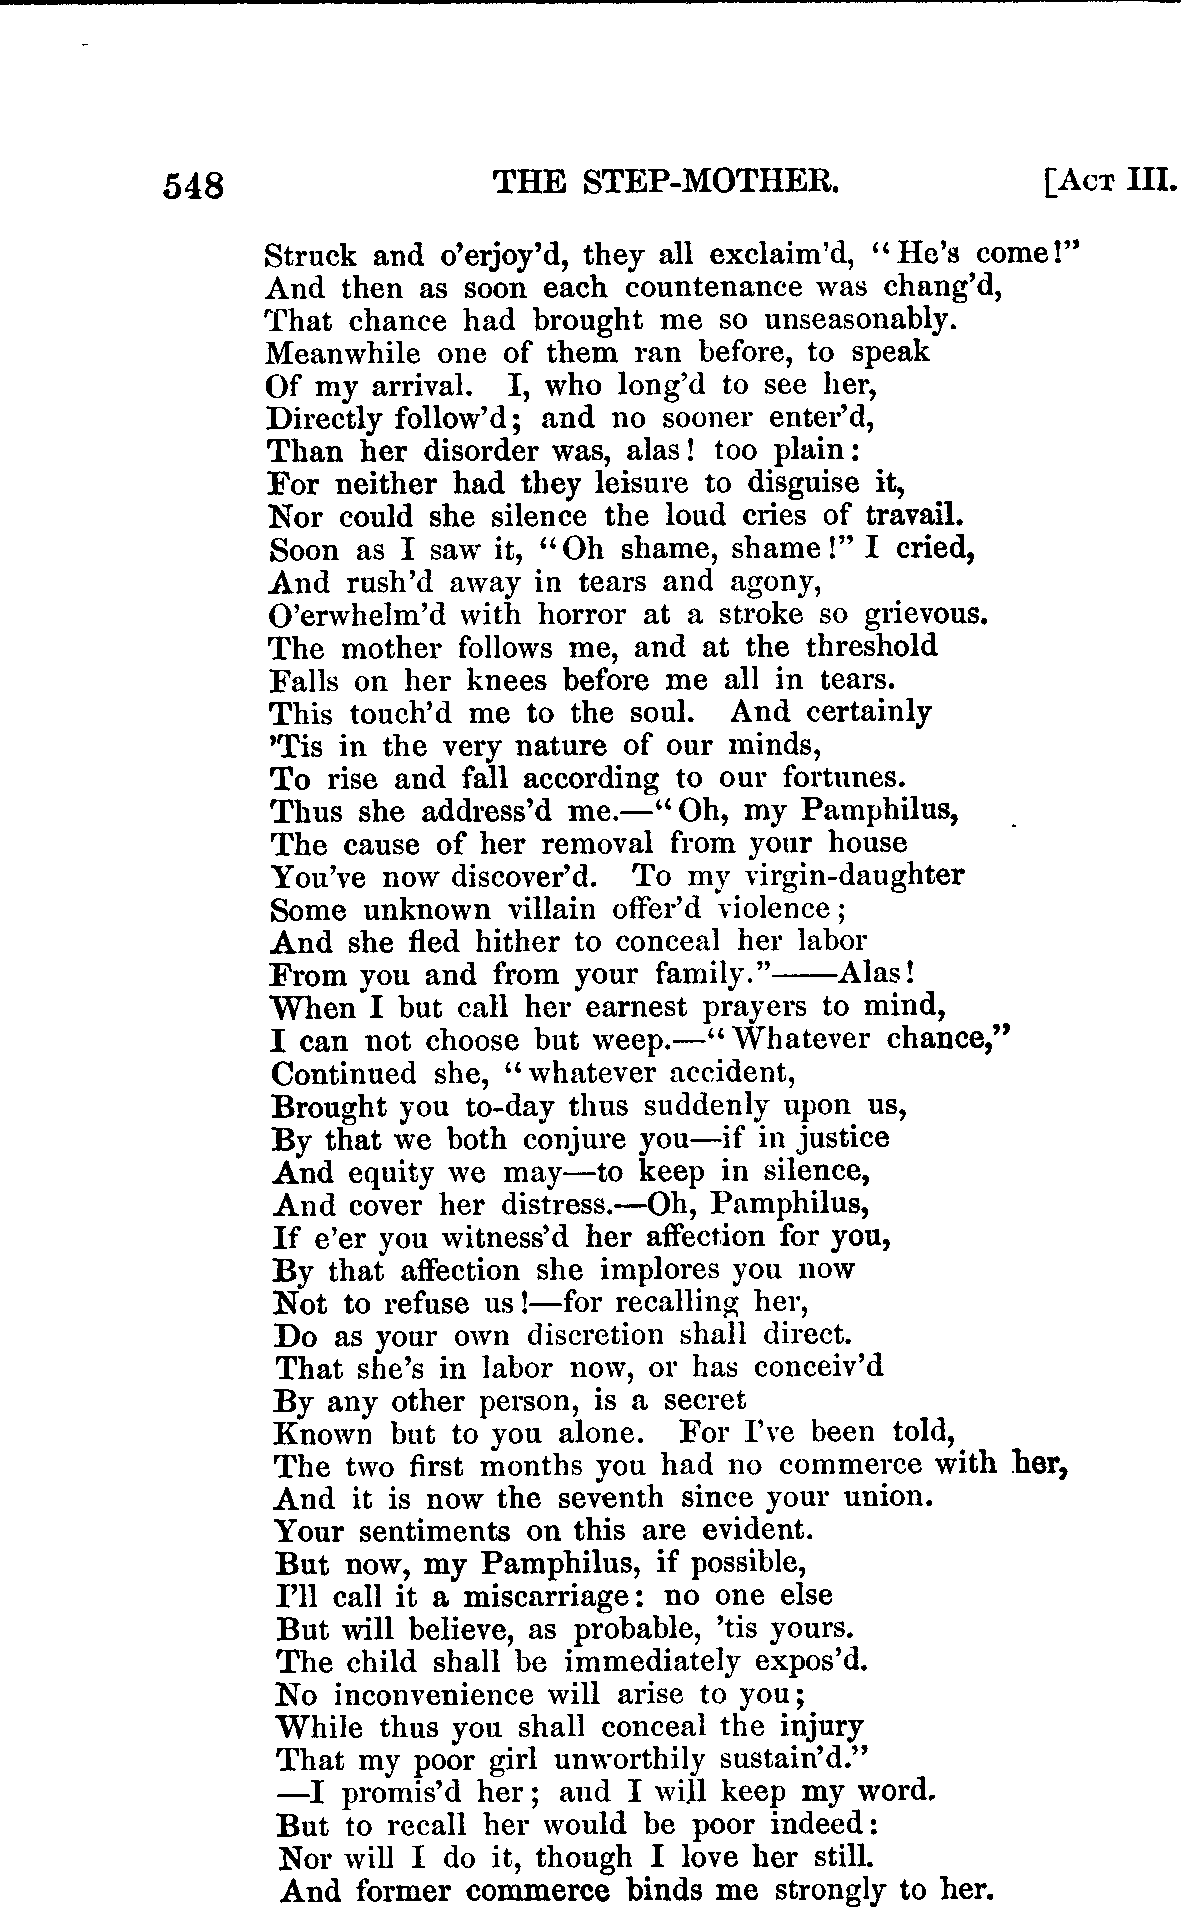 548 THE STEP-MOTHER. [ACT III.
Struck and o'erjoy'd, they all exclaim'd, "He's come!"
And then as soon each countenance was chang'd,
That chance had brought me so unseasonably.
Meanwhile one of them ran before, to speak
Of my arrival. I, who long'd to see her,
Directly follow'd; and no sooner enter'd,
Than her disorder was, alas! too plain:
For neither had they leisure to disguise it,
Nor could she silence the loud cries of travail.
Soon as I saw it, "Oh shame, shame!" I cried,
And rush'd away in tears and agony,
O'erwhelm'd with horror at a stroke so grievous.
The mother follows me, and at the threshold
Falls on her knees before me all in tears.
This touch'd me to the soul. And certainly
'Tis in the very nature of our minds,
To rise and fall according to our fortunes.
Thus she address'd me.—"Oh, my Pamphilus,
The cause of her removal from your house
You've now discover'd. To my virgin-daughter
Some unknown villain offer'd violence;
And she fled hither to conceal her labor
From you and from your family."——Alas!
When I but call her earnest prayers to mind,
I can not choose but weep.—"Whatever chance,"
Continued she, "whatever accident,
Brought you to-day thus suddenly upon us,
By that we both conjure you—if in justice
And equity we may—to keep in silence,
And cover her distress.—Oh, Pamphilus,
If e'er you witness'd her affection for you,
By that affection she implores you now
Not to refuse us!—for recalling her,
Do as your own discretion shall direct.
That she's in labor now, or has conceiv'd
By any other person, is a secret
Known but to you alone. For I've been told,
The two first months you had no commerce with her,
And it is now the seventh since your union.
Your sentiments on this are evident.
But now, my Pamphilus, if possible,
I'll call it a miscarriage: no one else
But will believe, as probable, 'tis yours.
The child shall be immediately expos'd.
No inconvenience will arise to you;
While thus you shall conceal the injury
That my poor girl unworthily sustain'd."
—I promis'd her; and I will keep my word.
But to recall her would be poor indeed:
Nor will I do it, though I love her still.
And former commerce binds me strongly to her.